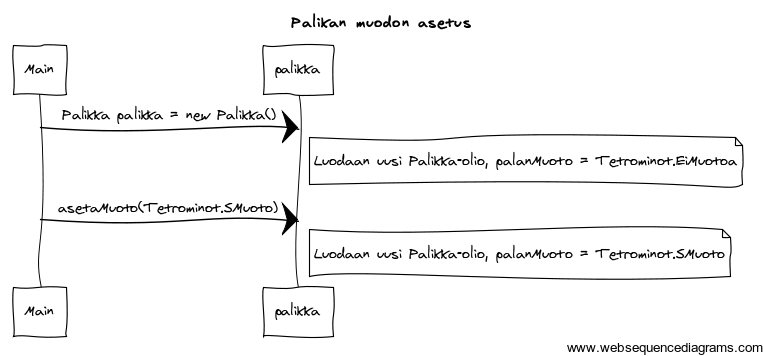 Palikan muodon asetus
Main
palikka
Palikka palikka = new Palikka()
Luodaan uusi Palikka-olio, palanMuoto = Tetrominot.EiMuotoa
asetaMuoto(Tetrominot.SMuoto)
Luodaan uusi Palikka-olio, palanMuoto = Tetrominot.SMuoto
Main
palikka
www.websequencediagrams.com